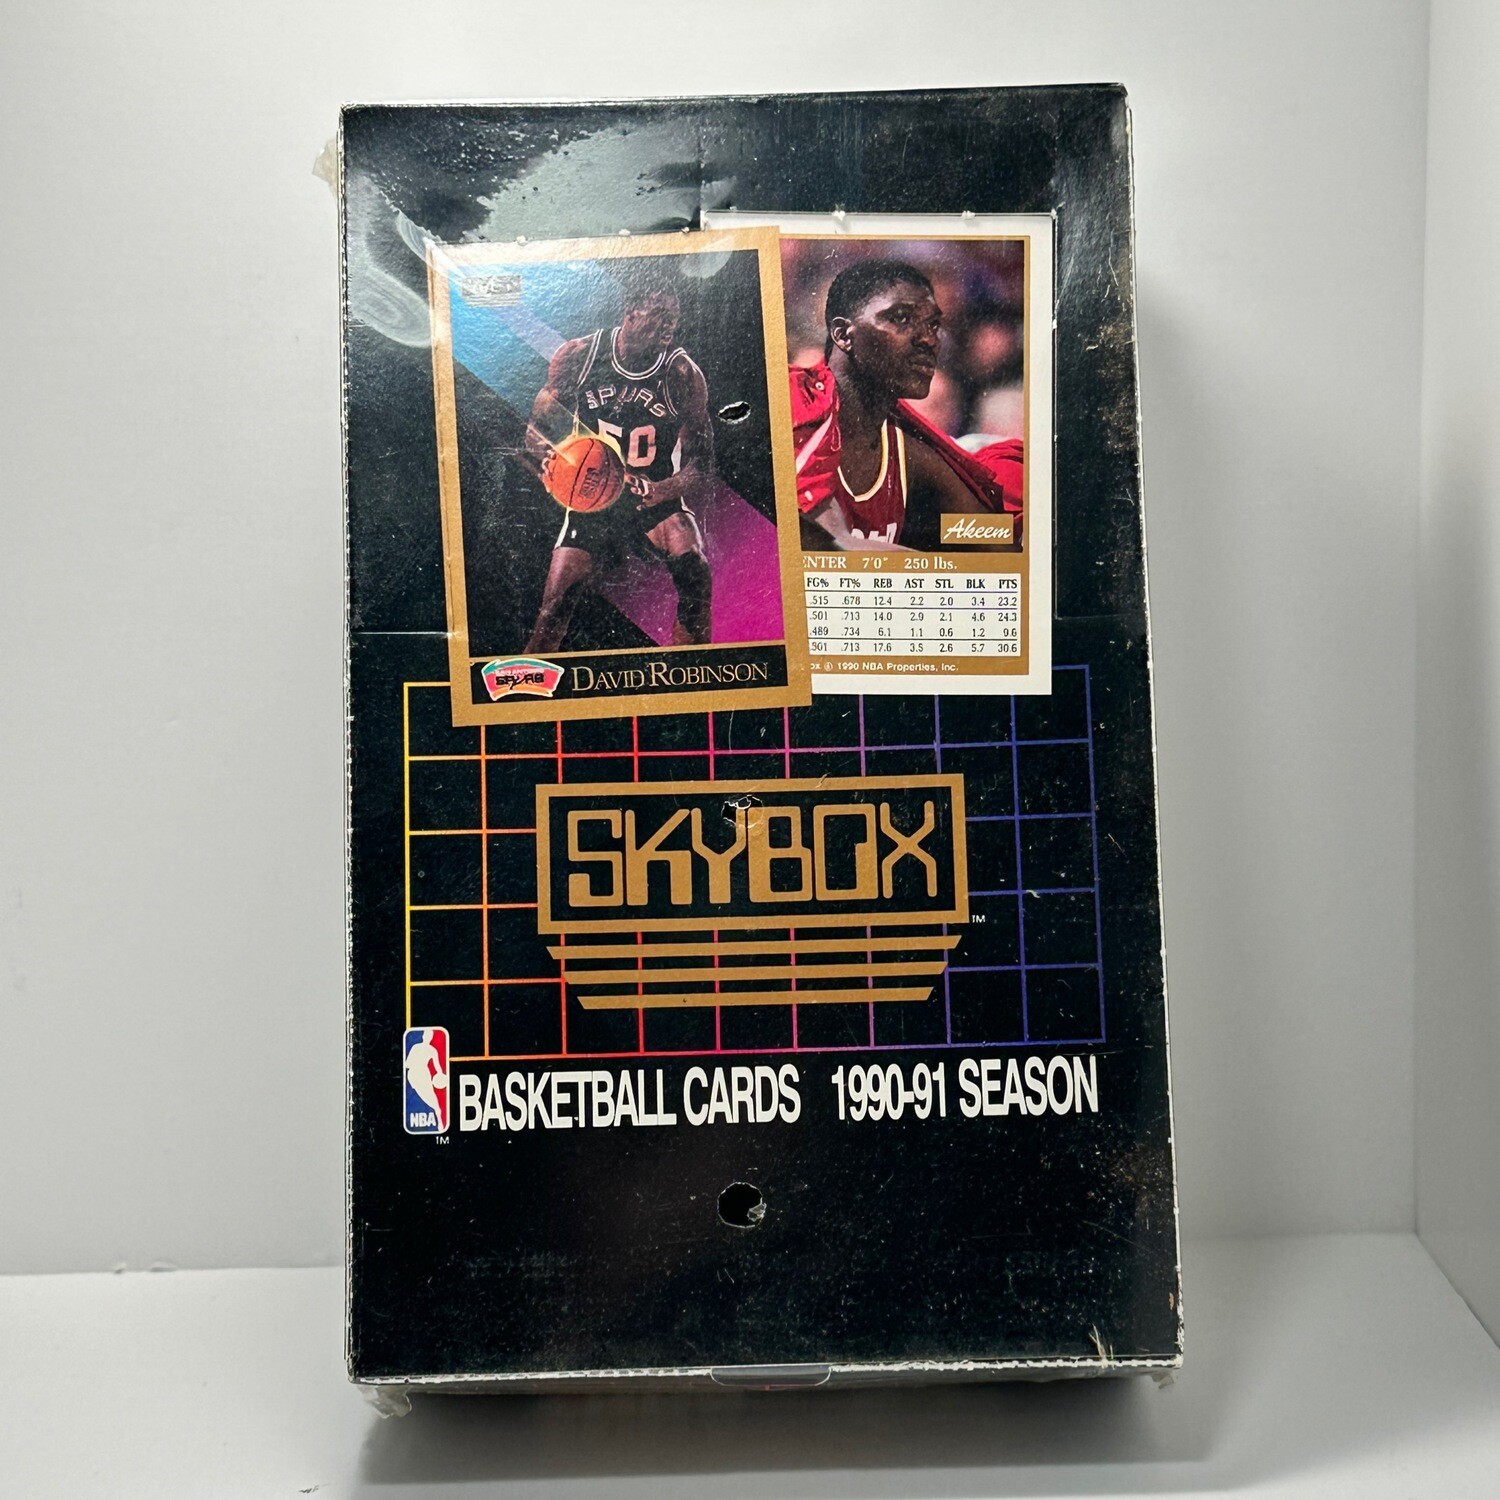 SPURS
50
SPURS
DAVID ROBINSON
Akeem
ENTER 7'0" 250 lbs.
FG% FT% REB AST STL BLK PTS
.515 .678 12.4 2.2 2.0 3.4 23.2
.501 .713 14.0 2.9 2.1 4.6 24.3
.489 .734 6.1 1.1 0.6 1.2 9.6
.501 .713 17.6 3.5 2.6 5.7 30.6
ox © 1990 NBA Properties, Inc.
SKYBOX
TM
NBA
TM
BASKETBALL CARDS 1990-91 SEASON